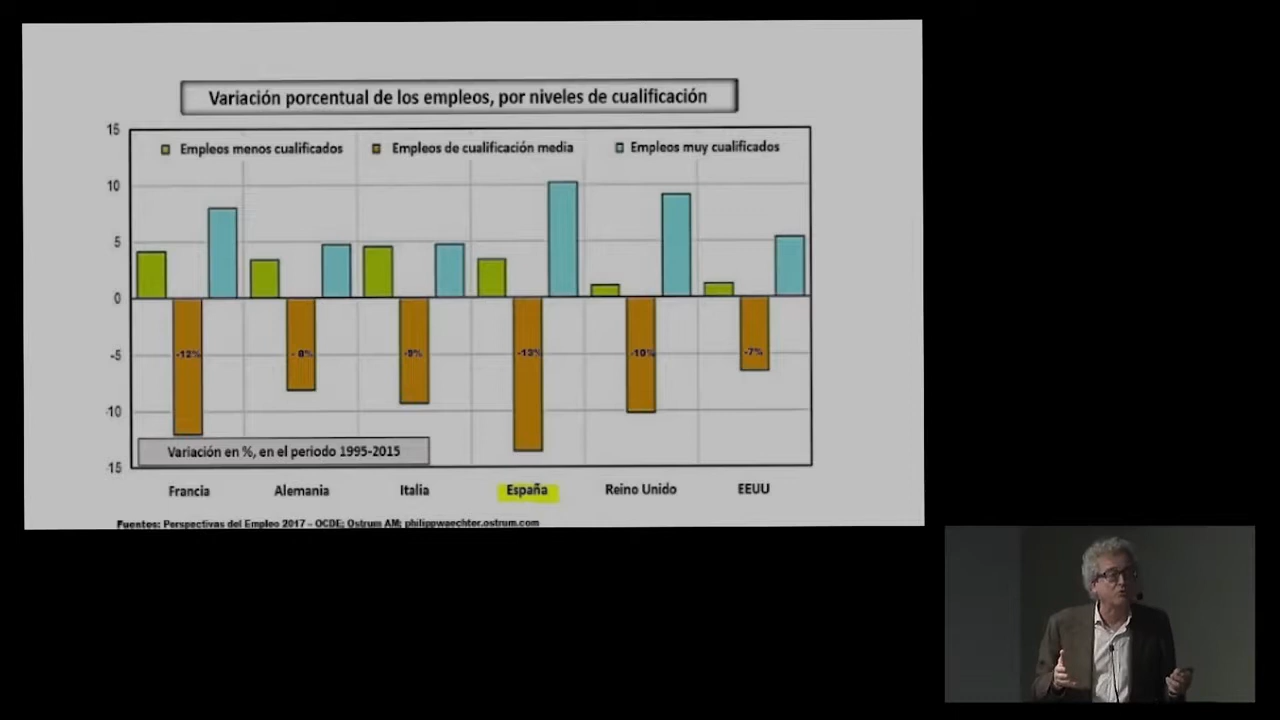 Variación porcentual de los empleos, por niveles de cualificación
15
Empleos menos cualificados Empleos de cualificación media Empleos muy cualificados
10
5
0
-12% -8% -9% -13% -10% -7%
-5
-10
Variación en %, en el periodo 1995-2015
-15
Francia Alemania Italia España Reino Unido EEUU
Fuentes: Perspectivas del Empleo 2017 – OCDE; Ostrum AM; philippwaechter.ostrum.com